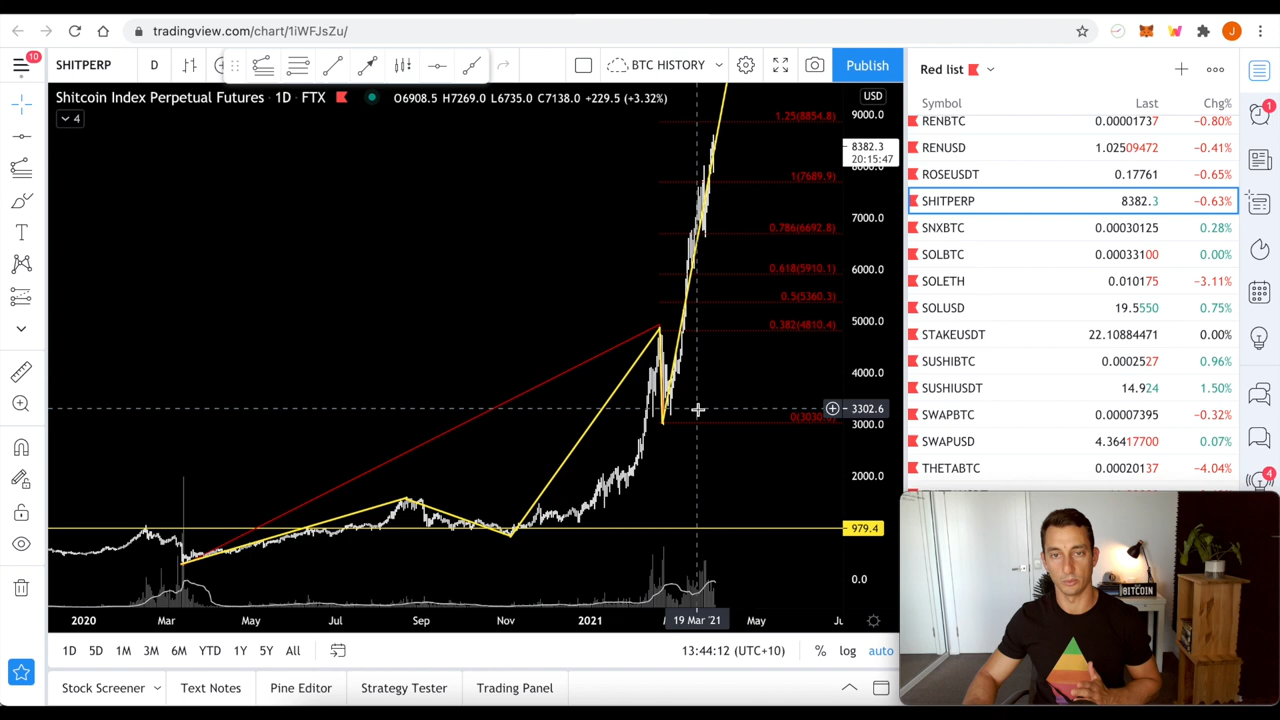 tradingview.com/chart/1iWFJsZu/
J
10
SHITPERP D BTC HISTORY Publish
Shitcoin Index Perpetual Futures · 1D · FTX O6908.5 H7269.0 L6735.0 C7138.0 +229.5 (+3.32%)
4
USD
9000.0
8382.3
20:15:47
8000.0
7000.0
6000.0
5000.0
4000.0
3302.6
3000.0
2000.0
979.4
0.0
1.25(8854.8)
1(7689.9)
0.786(6692.8)
0.618(5910.1)
0.5(5360.3)
0.382(4810.4)
2020 Mar May Jul Sep Nov 2021 19 Mar '21 May
1D 5D 1M 3M 6M YTD 1Y 5Y All 13:44:12 (UTC+10) % log auto
Stock Screener Text Notes Pine Editor Strategy Tester Trading Panel
Red list
Symbol Last Chg%
RENBTC 0.00001737 −0.80%
RENUSD 1.02509472 −0.41%
ROSEUSDT 0.17761 −0.65%
SHITPERP 8382.3 −0.63%
SNXBTC 0.00030125 0.28%
SOLBTC 0.00033100 0.00%
SOLETH 0.010175 −3.11%
SOLUSD 19.5550 0.75%
STAKEUSDT 22.10884471 0.00%
SUSHIBTC 0.0002527 0.96%
SUSHIUSDT 14.924 1.50%
SWAPBTC 0.00007395 −0.32%
SWAPUSD 4.36417700 0.07%
THETABTC 0.00020137 −4.04%
1
4
BITCOIN